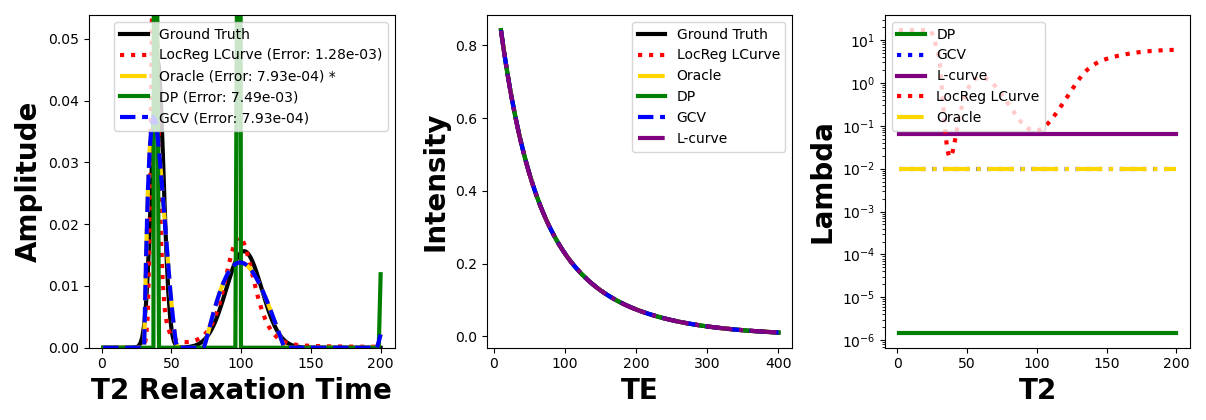 Amplitude
0.05
0.04
0.03
0.02
0.01
0.00
Ground Truth
LocReg LCurve (Error: 1.28e-03)
Oracle (Error: 7.93e-04) *
DP (Error: 7.49e-03)
GCV (Error: 7.93e-04)
0 50 100 150 200
T2 Relaxation Time
Intensity
0.8
0.6
0.4
0.2
0.0
Ground Truth
LocReg LCurve
Oracle
DP
GCV
L-curve
0 100 200 300 400
TE
Lambda
10¹
10⁰
10⁻¹
10⁻²
10⁻³
10⁻⁴
10⁻⁵
10⁻⁶
DP
GCV
L-curve
LocReg LCurve
Oracle
0 50 100 150 200
T2